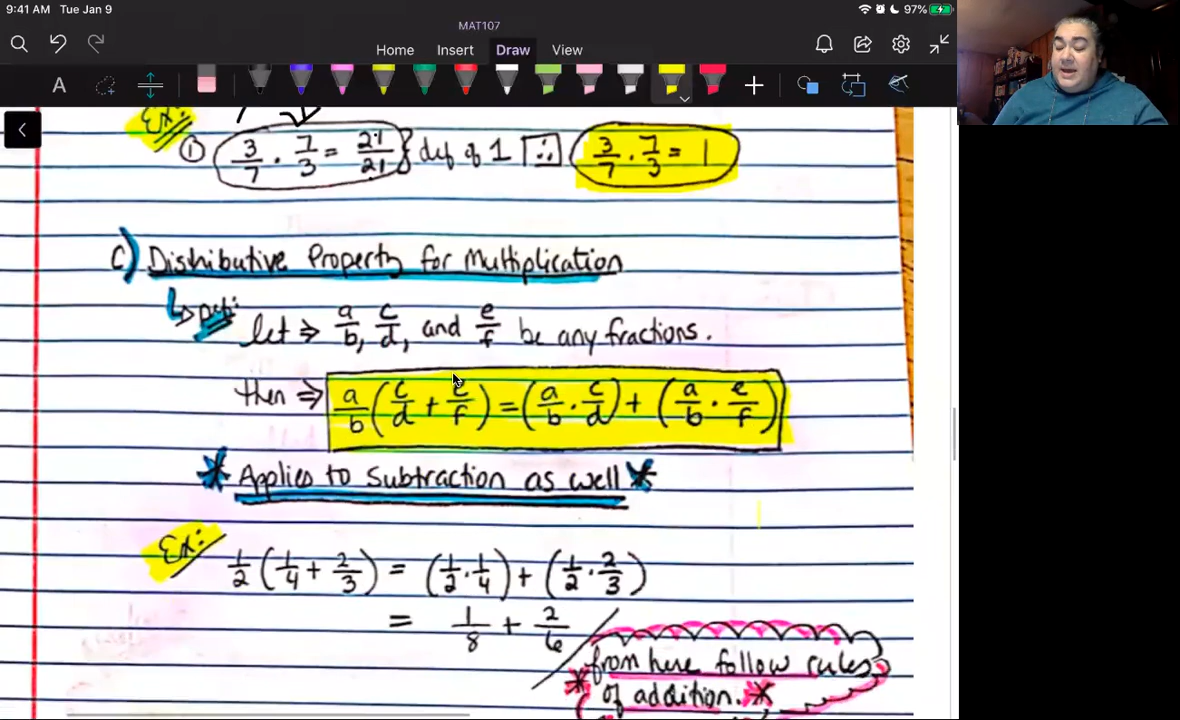 9:41 AM Tue Jan 9
97%
MAT107
Home Insert Draw View
A
Ex:
① 3/7 · 7/3 = 21/21 } def of 1 ∴ 3/7 · 7/3 = 1
C) Distributive Property for Multiplication
↳ Def: let ⇒ a/b, c/d, and e/f be any fractions.
then ⇒ a/b (c/d + e/f) = (a/b · c/d) + (a/b · e/f)
* Applies to Subtraction as well *
Ex: 1/2 (1/4 + 2/3) = (1/2 · 1/4) + (1/2 · 2/3)
= 1/8 + 2/6
from here follow rules
* of addition. *